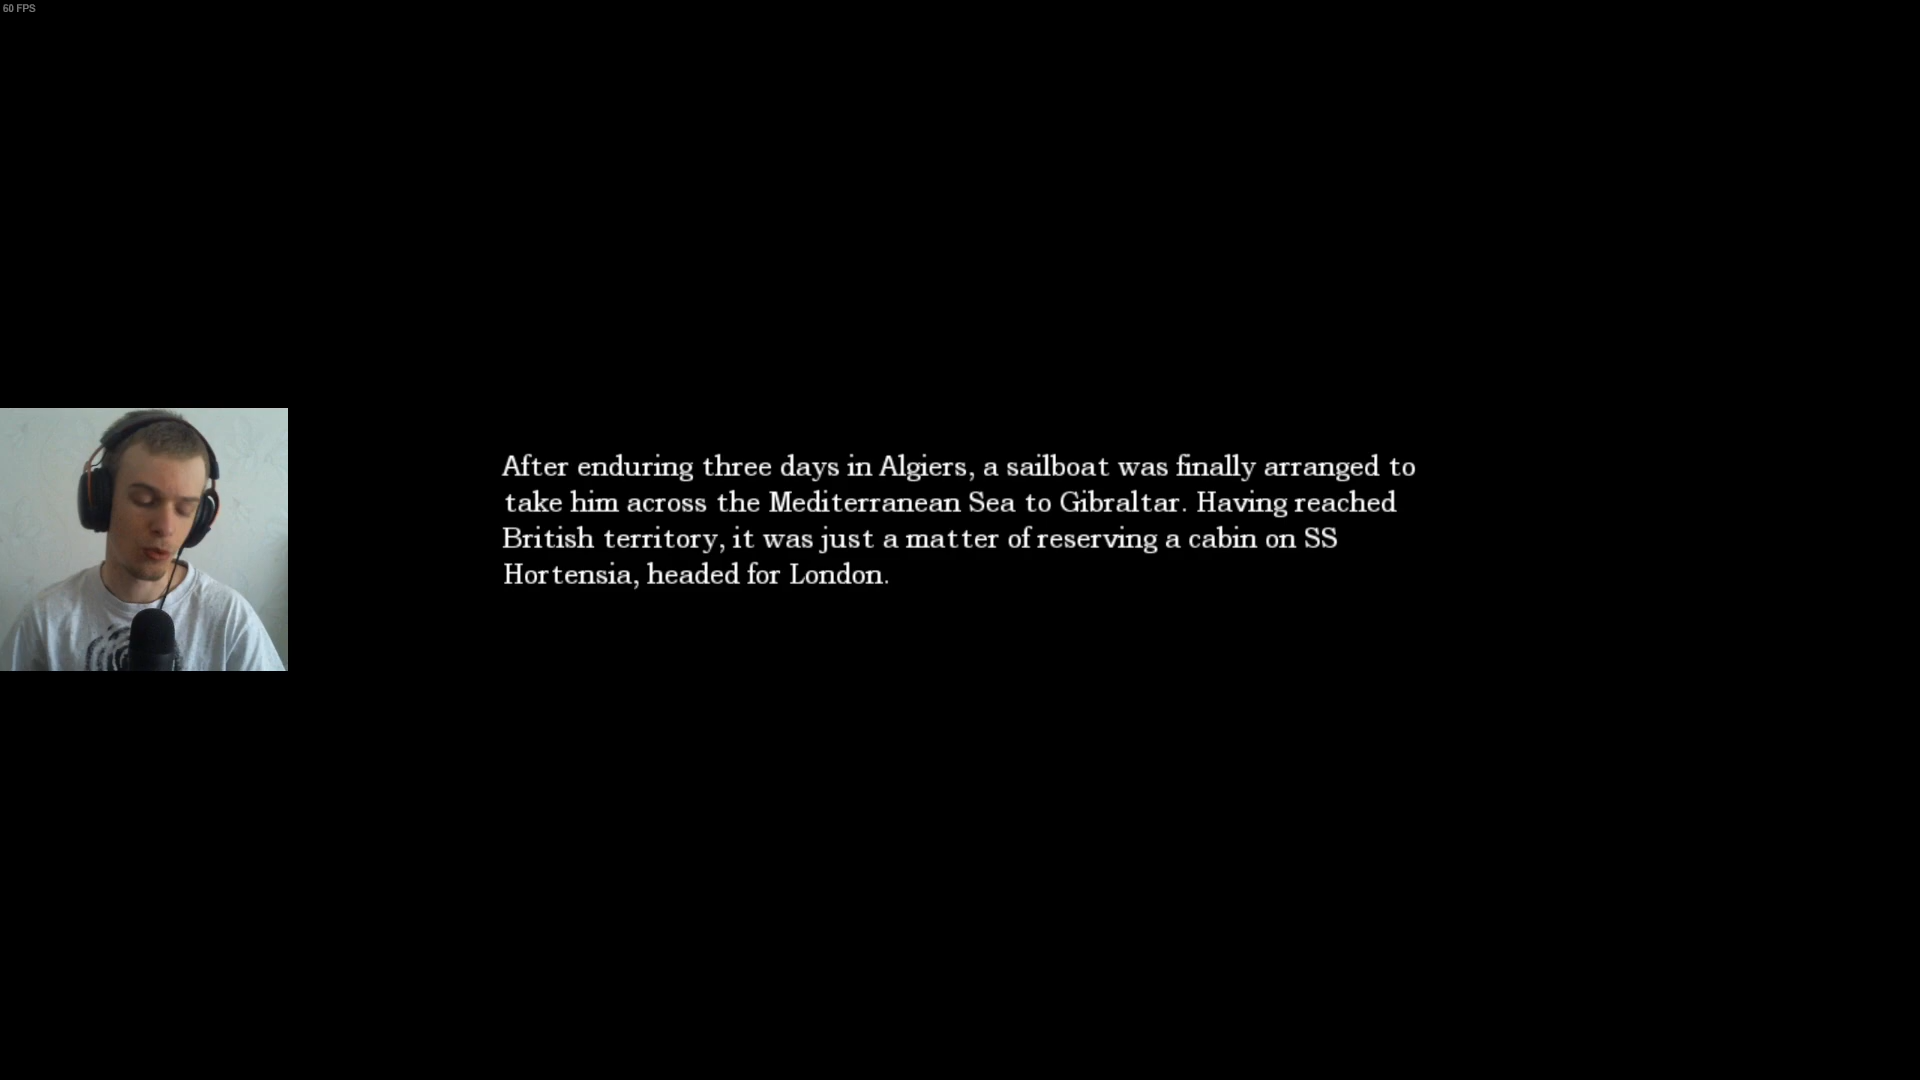 60 FPS
After enduring three days in Algiers, a sailboat was finally arranged to
take him across the Mediterranean Sea to Gibraltar. Having reached
British territory, it was just a matter of reserving a cabin on SS
Hortensia, headed for London.